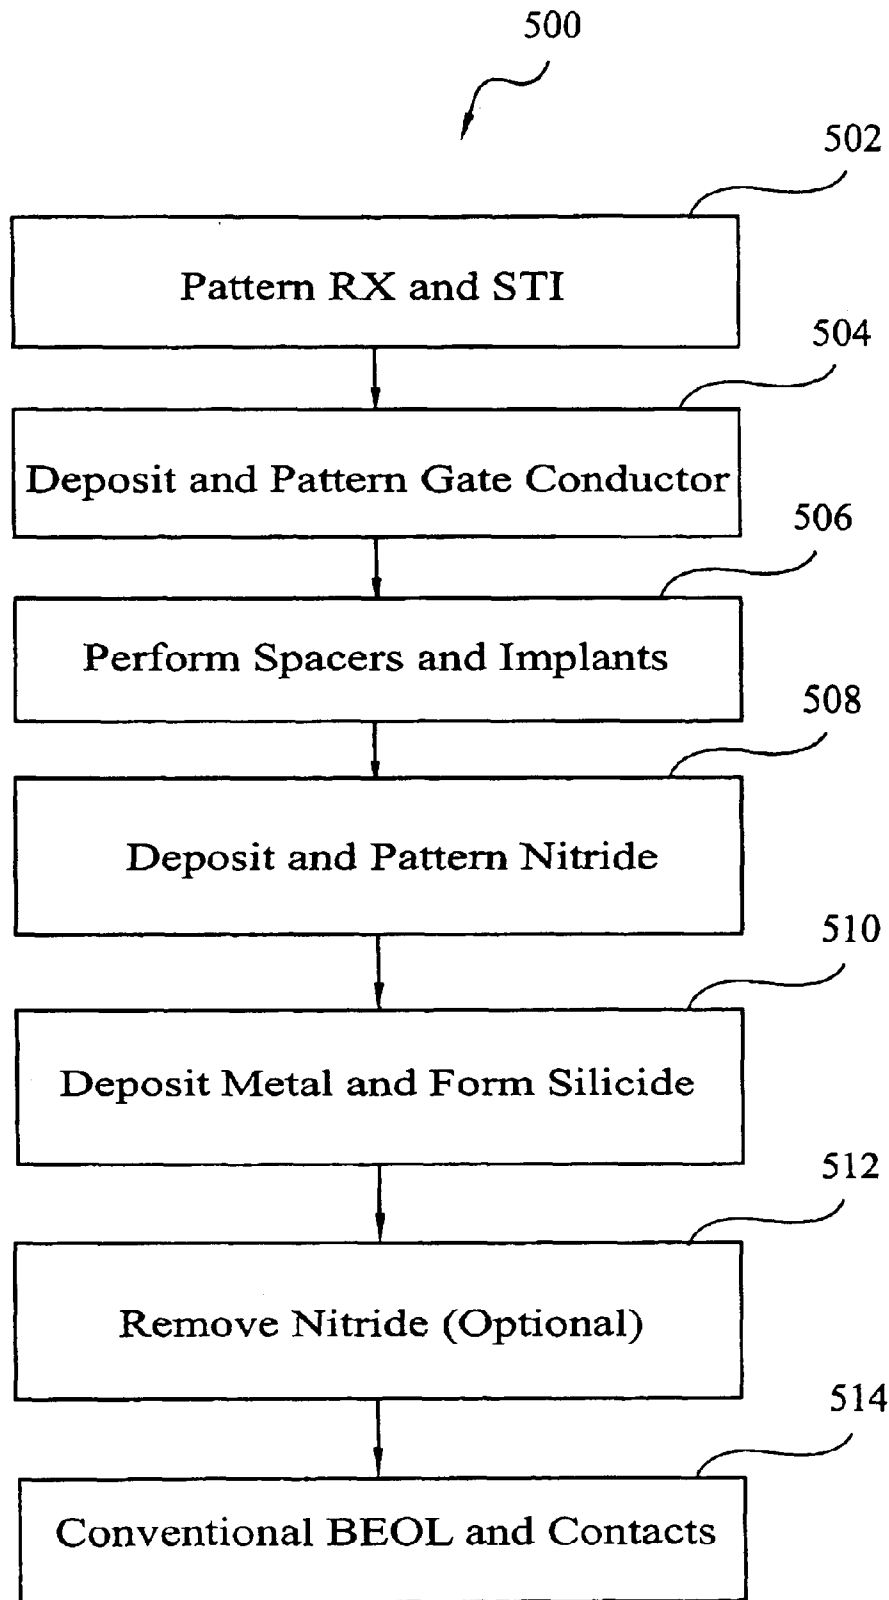 500
502
Pattern RX and STI
504
Deposit and Pattern Gate Conductor
506
Perform Spacers and Implants
508
Deposit and Pattern Nitride
510
Deposit Metal and Form Silicide
512
Remove Nitride (Optional)
514
Conventional BEOL and Contacts